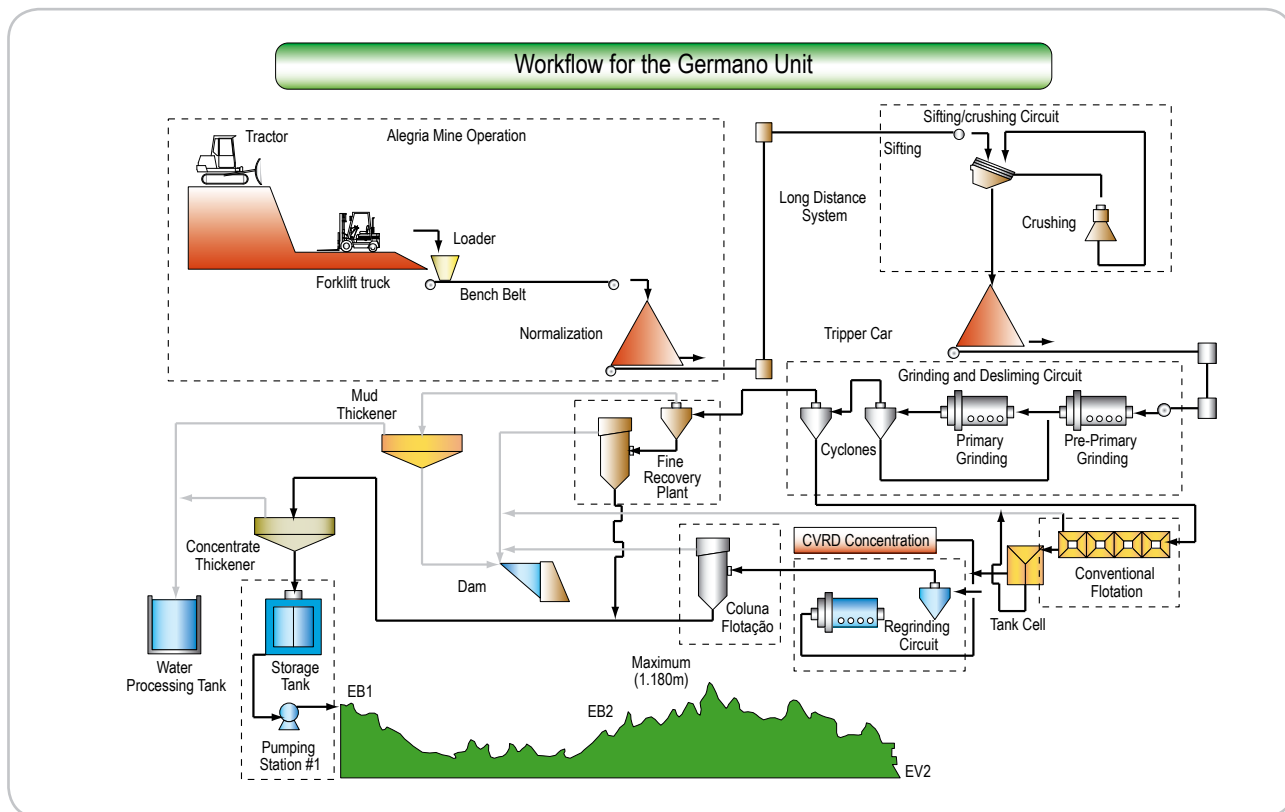 Workflow for the Germano Unit
Tractor
Alegria Mine Operation
Loader
Forklift truck
Bench Belt
Normalization
Long Distance
System
Sifting/crushing Circuit
Sifting
Crushing
Tripper Car
Grinding and Desliming Circuit
Primary
Grinding
Pre-Primary
Grinding
Cyclones
Mud
Thickener
Fine
Recovery
Plant
Concentrate
Thickener
Dam
CVRD Concentration
Conventional
Flotation
Tank Cell
Coluna
Flotação
Regrinding
Circuit
Water
Processing Tank
Storage
Tank
Pumping
Station #1
EB1
EB2
Maximum
(1.180m)
EV2